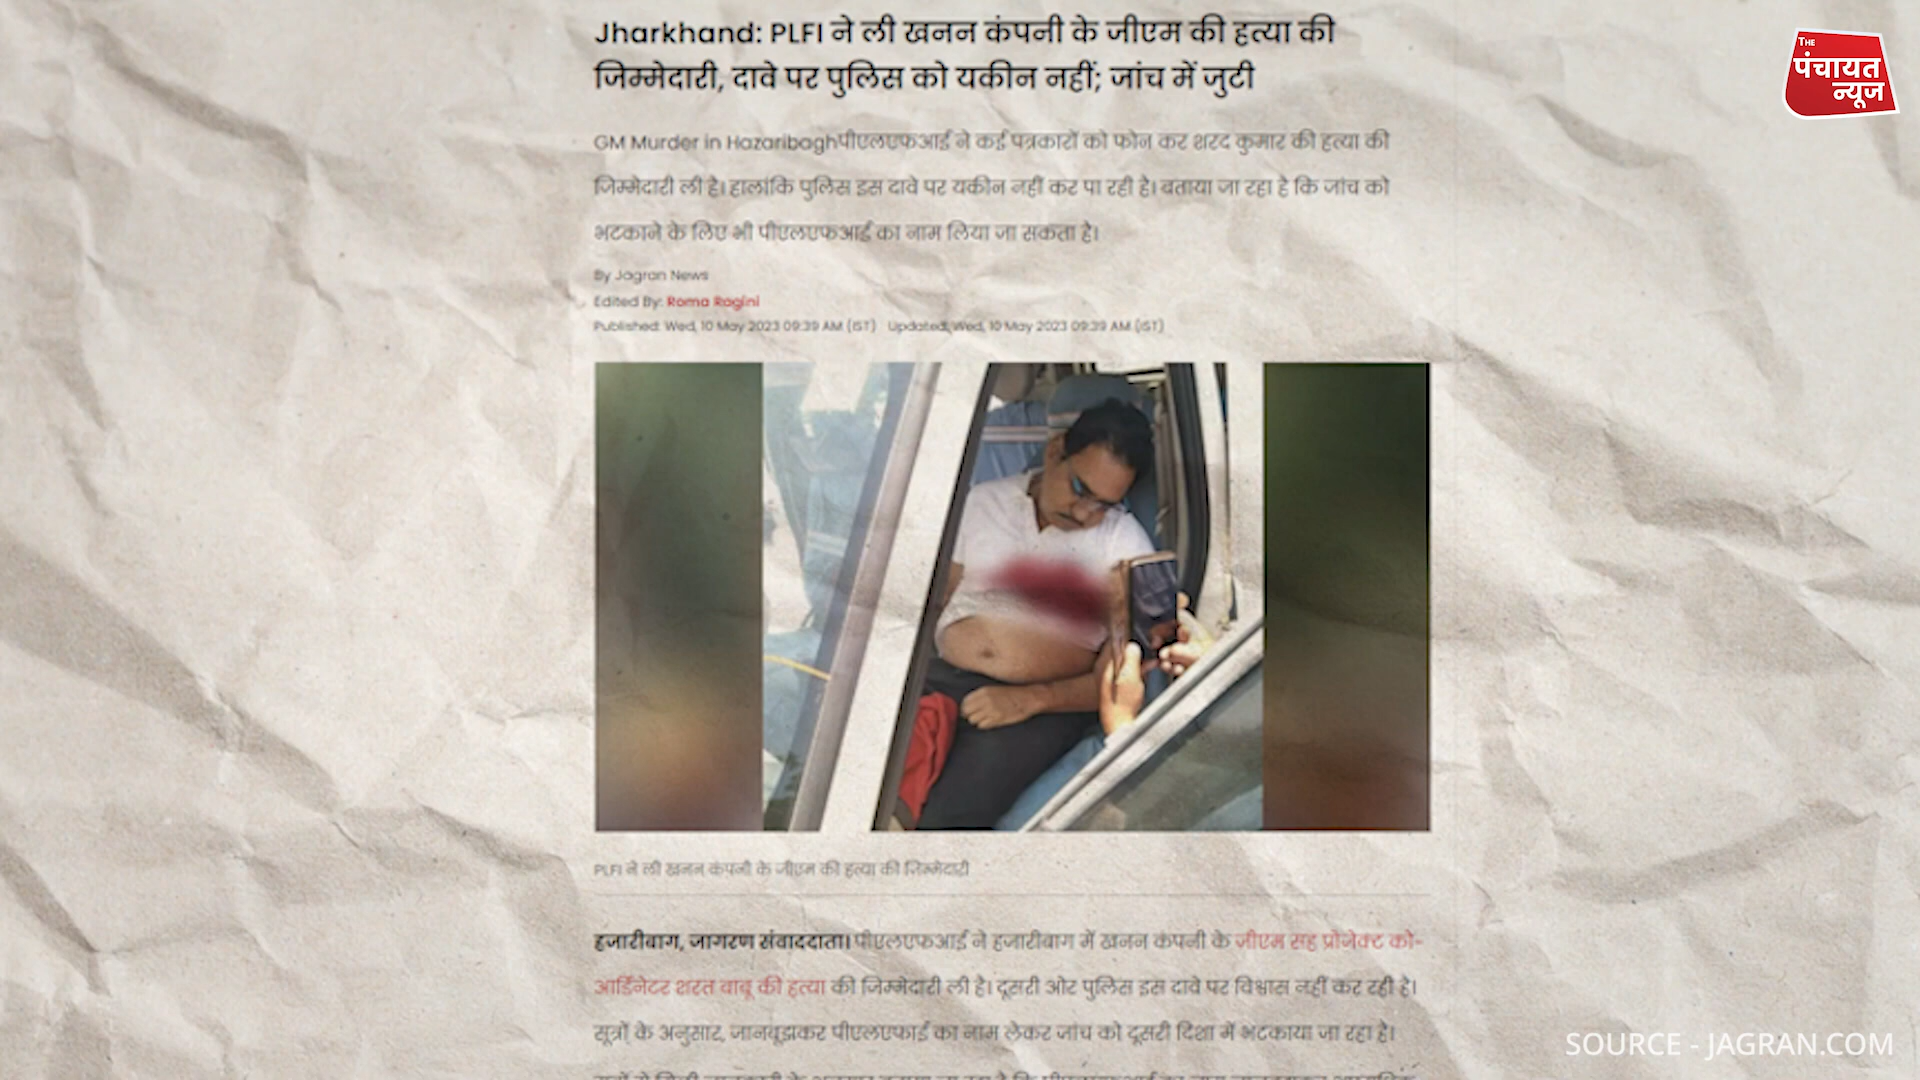 Jharkhand: PLFI ने ली खनन कंपनी के जीएम की हत्या की
जिम्मेदारी, दावे पर पुलिस को यकीन नहीं; जांच में जुटी
THE
पंचायत
न्यूज
GM Murder in Hazaribaghपीएलएफआई ने कई पत्रकारों को फोन कर शरद कुमार की हत्या की
जिम्मेदारी ली है। हालांकि पुलिस इस दावे पर यकीन नहीं कर पा रही है। बताया जा रहा है कि जांच को
भटकाने के लिए भी पीएलएफआई का नाम लिया जा सकता है।
By Jagran News
Edited By: Roma Ragini
Published: Wed, 10 May 2023 09:39 AM (IST) Updated: Wed, 10 May 2023 09:39 AM (IST)
PLFI ने ली खनन कंपनी के जीएम की हत्या की जिम्मेदारी
हजारीबाग, जागरण संवाददाता। पीएलएफआई ने हजारीबाग में खनन कंपनी के जीएम सह प्रोजेक्ट को-
आर्डिनेटर शरत बाबू की हत्या की जिम्मेदारी ली है। दूसरी ओर पुलिस इस दावे पर विश्वास नहीं कर रही है।
सूत्रों के अनुसार, जानबूझकर पीएलएफाई का नाम लेकर जांच को दूसरी दिशा में भटकाया जा रहा है।
SOURCE - JAGRAN.COM